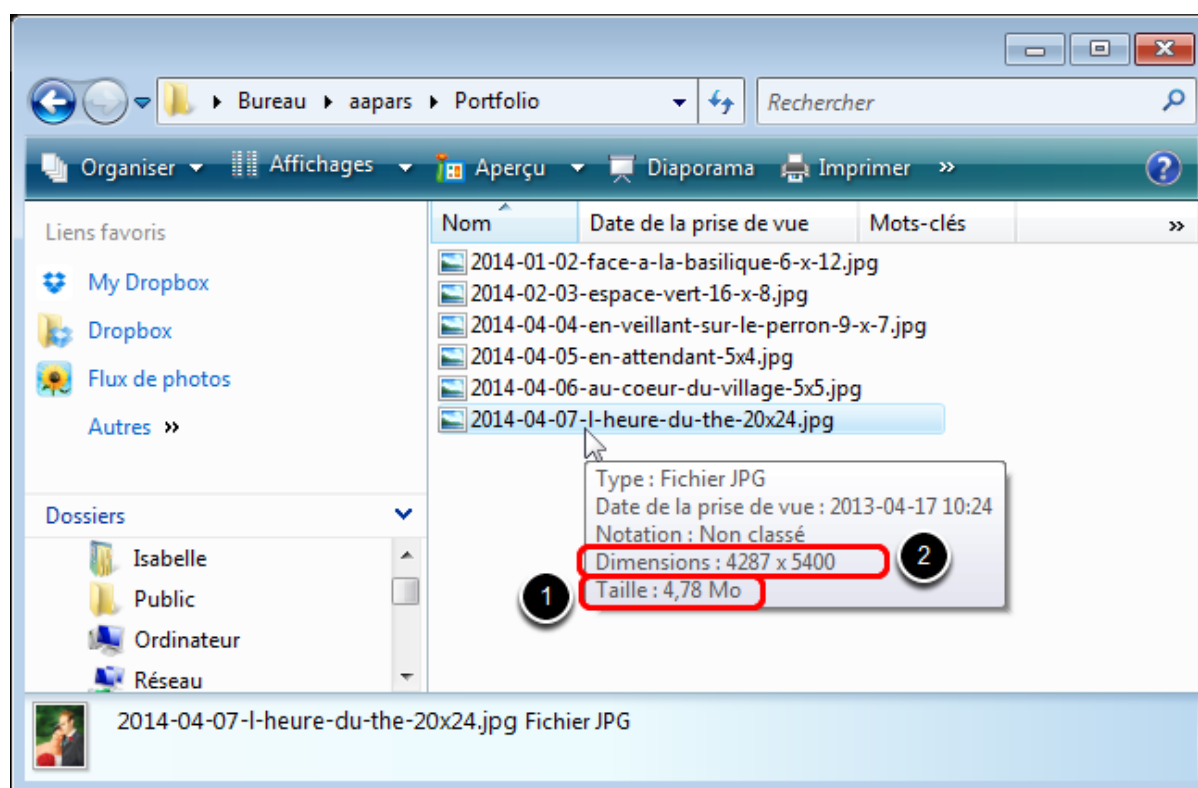 Bureau ▸ aapars ▸ Portfolio
Rechercher
Organiser Affichages Aperçu Diaporama Imprimer »
?
Liens favoris
My Dropbox
Dropbox
Flux de photos
Autres »
Dossiers
Isabelle
Public
Ordinateur
Réseau
Nom Date de la prise de vue Mots-clés »
2014-01-02-face-a-la-basilique-6-x-12.jpg
2014-02-03-espace-vert-16-x-8.jpg
2014-04-04-en-veillant-sur-le-perron-9-x-7.jpg
2014-04-05-en-attendant-5x4.jpg
2014-04-06-au-coeur-du-village-5x5.jpg
2014-04-07-l-heure-du-the-20x24.jpg
Type : Fichier JPG
Date de la prise de vue : 2013-04-17 10:24
Notation : Non classé
Dimensions : 4287 x 5400
2
1
Taille : 4,78 Mo
2014-04-07-l-heure-du-the-20x24.jpg Fichier JPG